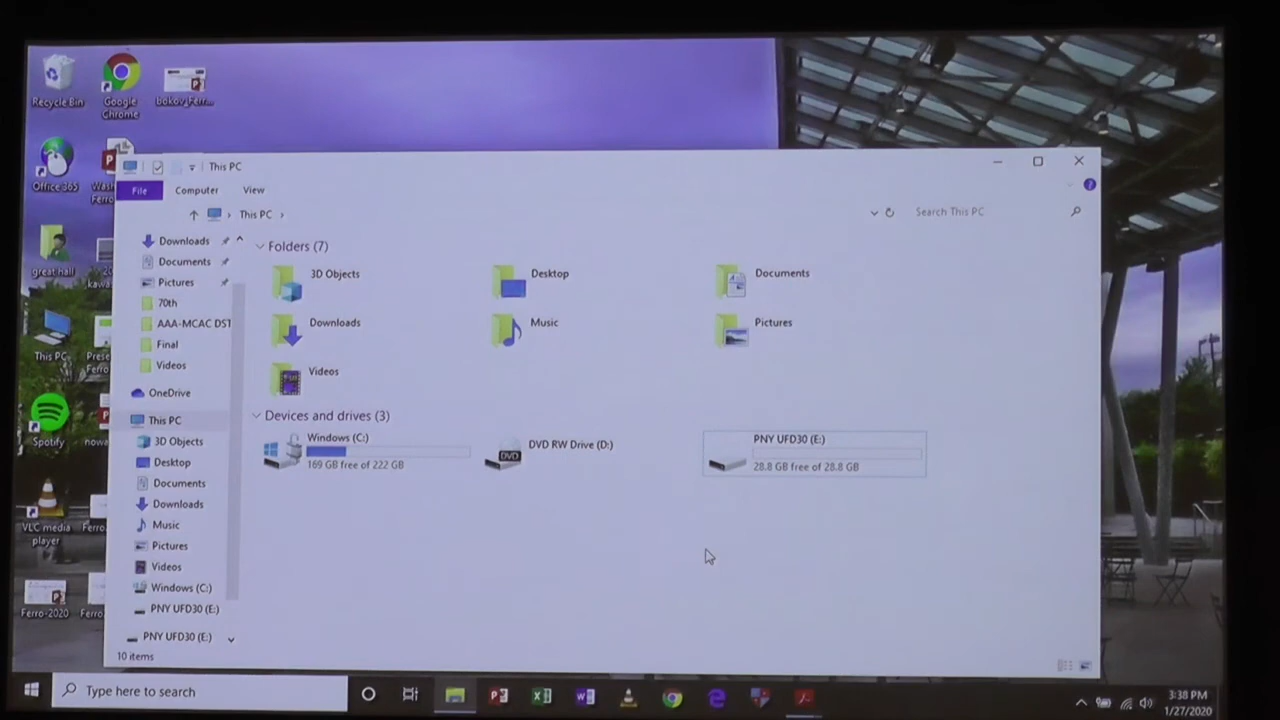 Recycle Bin
Google Chrome
bokov_Ferr...
Office 365
great hall
This PC
Spotify
VLC media player
Ferro-2020
This PC
File
Computer
View
This PC
Search This PC
Downloads
Documents
Pictures
70th
AAA-MCAC DST
Final
Videos
OneDrive
This PC
3D Objects
Desktop
Documents
Downloads
Music
Pictures
Videos
Windows (C:)
PNY UFD30 (E:)
PNY UFD30 (E:)
Folders (7)
3D Objects
Desktop
Documents
Downloads
Music
Pictures
Videos
Devices and drives (3)
Windows (C:)
169 GB free of 222 GB
DVD RW Drive (D:)
DVD
PNY UFD30 (E:)
28.8 GB free of 28.8 GB
10 items
Type here to search
3:38 PM
1/27/2020